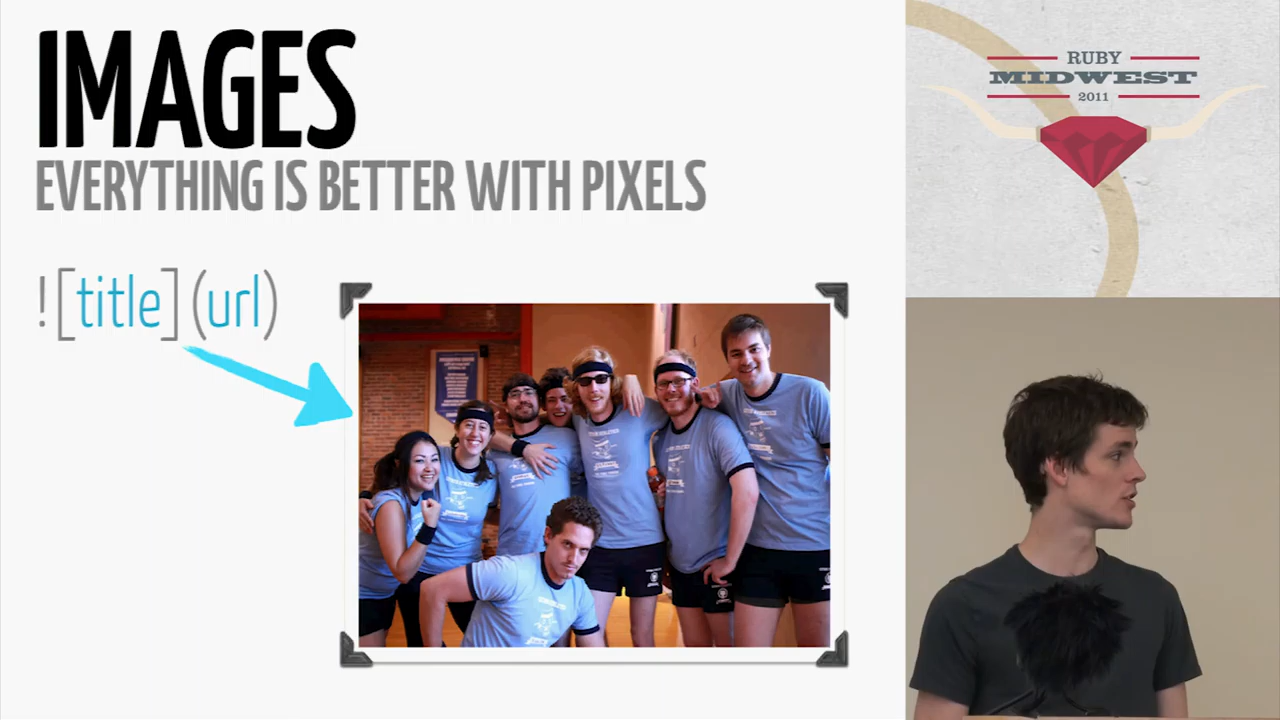 IMAGES
EVERYTHING IS BETTER WITH PIXELS
![title](url)
RUBY
MIDWEST
2011